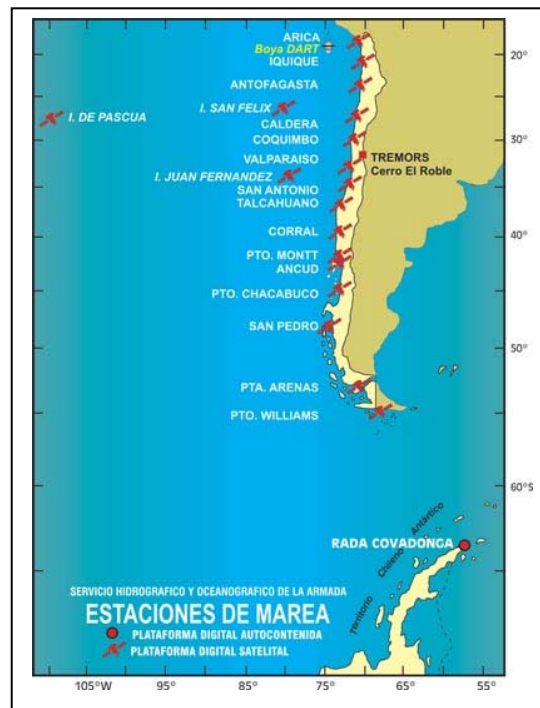 ARICA
Boya DART
IQUIQUE
ANTOFAGASTA
I. SAN FELIX
I. DE PASCUA
CALDERA
COQUIMBO
VALPARAISO
TREMORS
Cerro El Roble
I. JUAN FERNANDEZ
SAN ANTONIO
TALCAHUANO
CORRAL
PTO. MONTT
ANCUD
PTO. CHACABUCO
SAN PEDRO
PTA. ARENAS
PTO. WILLIAMS
20°
30°
40°
50°
60°S
RADA COVADONGA
Territorio Chileno Antártico
SERVICIO HIDROGRAFICO Y OCEANOGRAFICO DE LA ARMADA
ESTACIONES DE MAREA
PLATAFORMA DIGITAL AUTOCONTENIDA
PLATAFORMA DIGITAL SATELITAL
105°W 95° 85° 75° 65° 55°